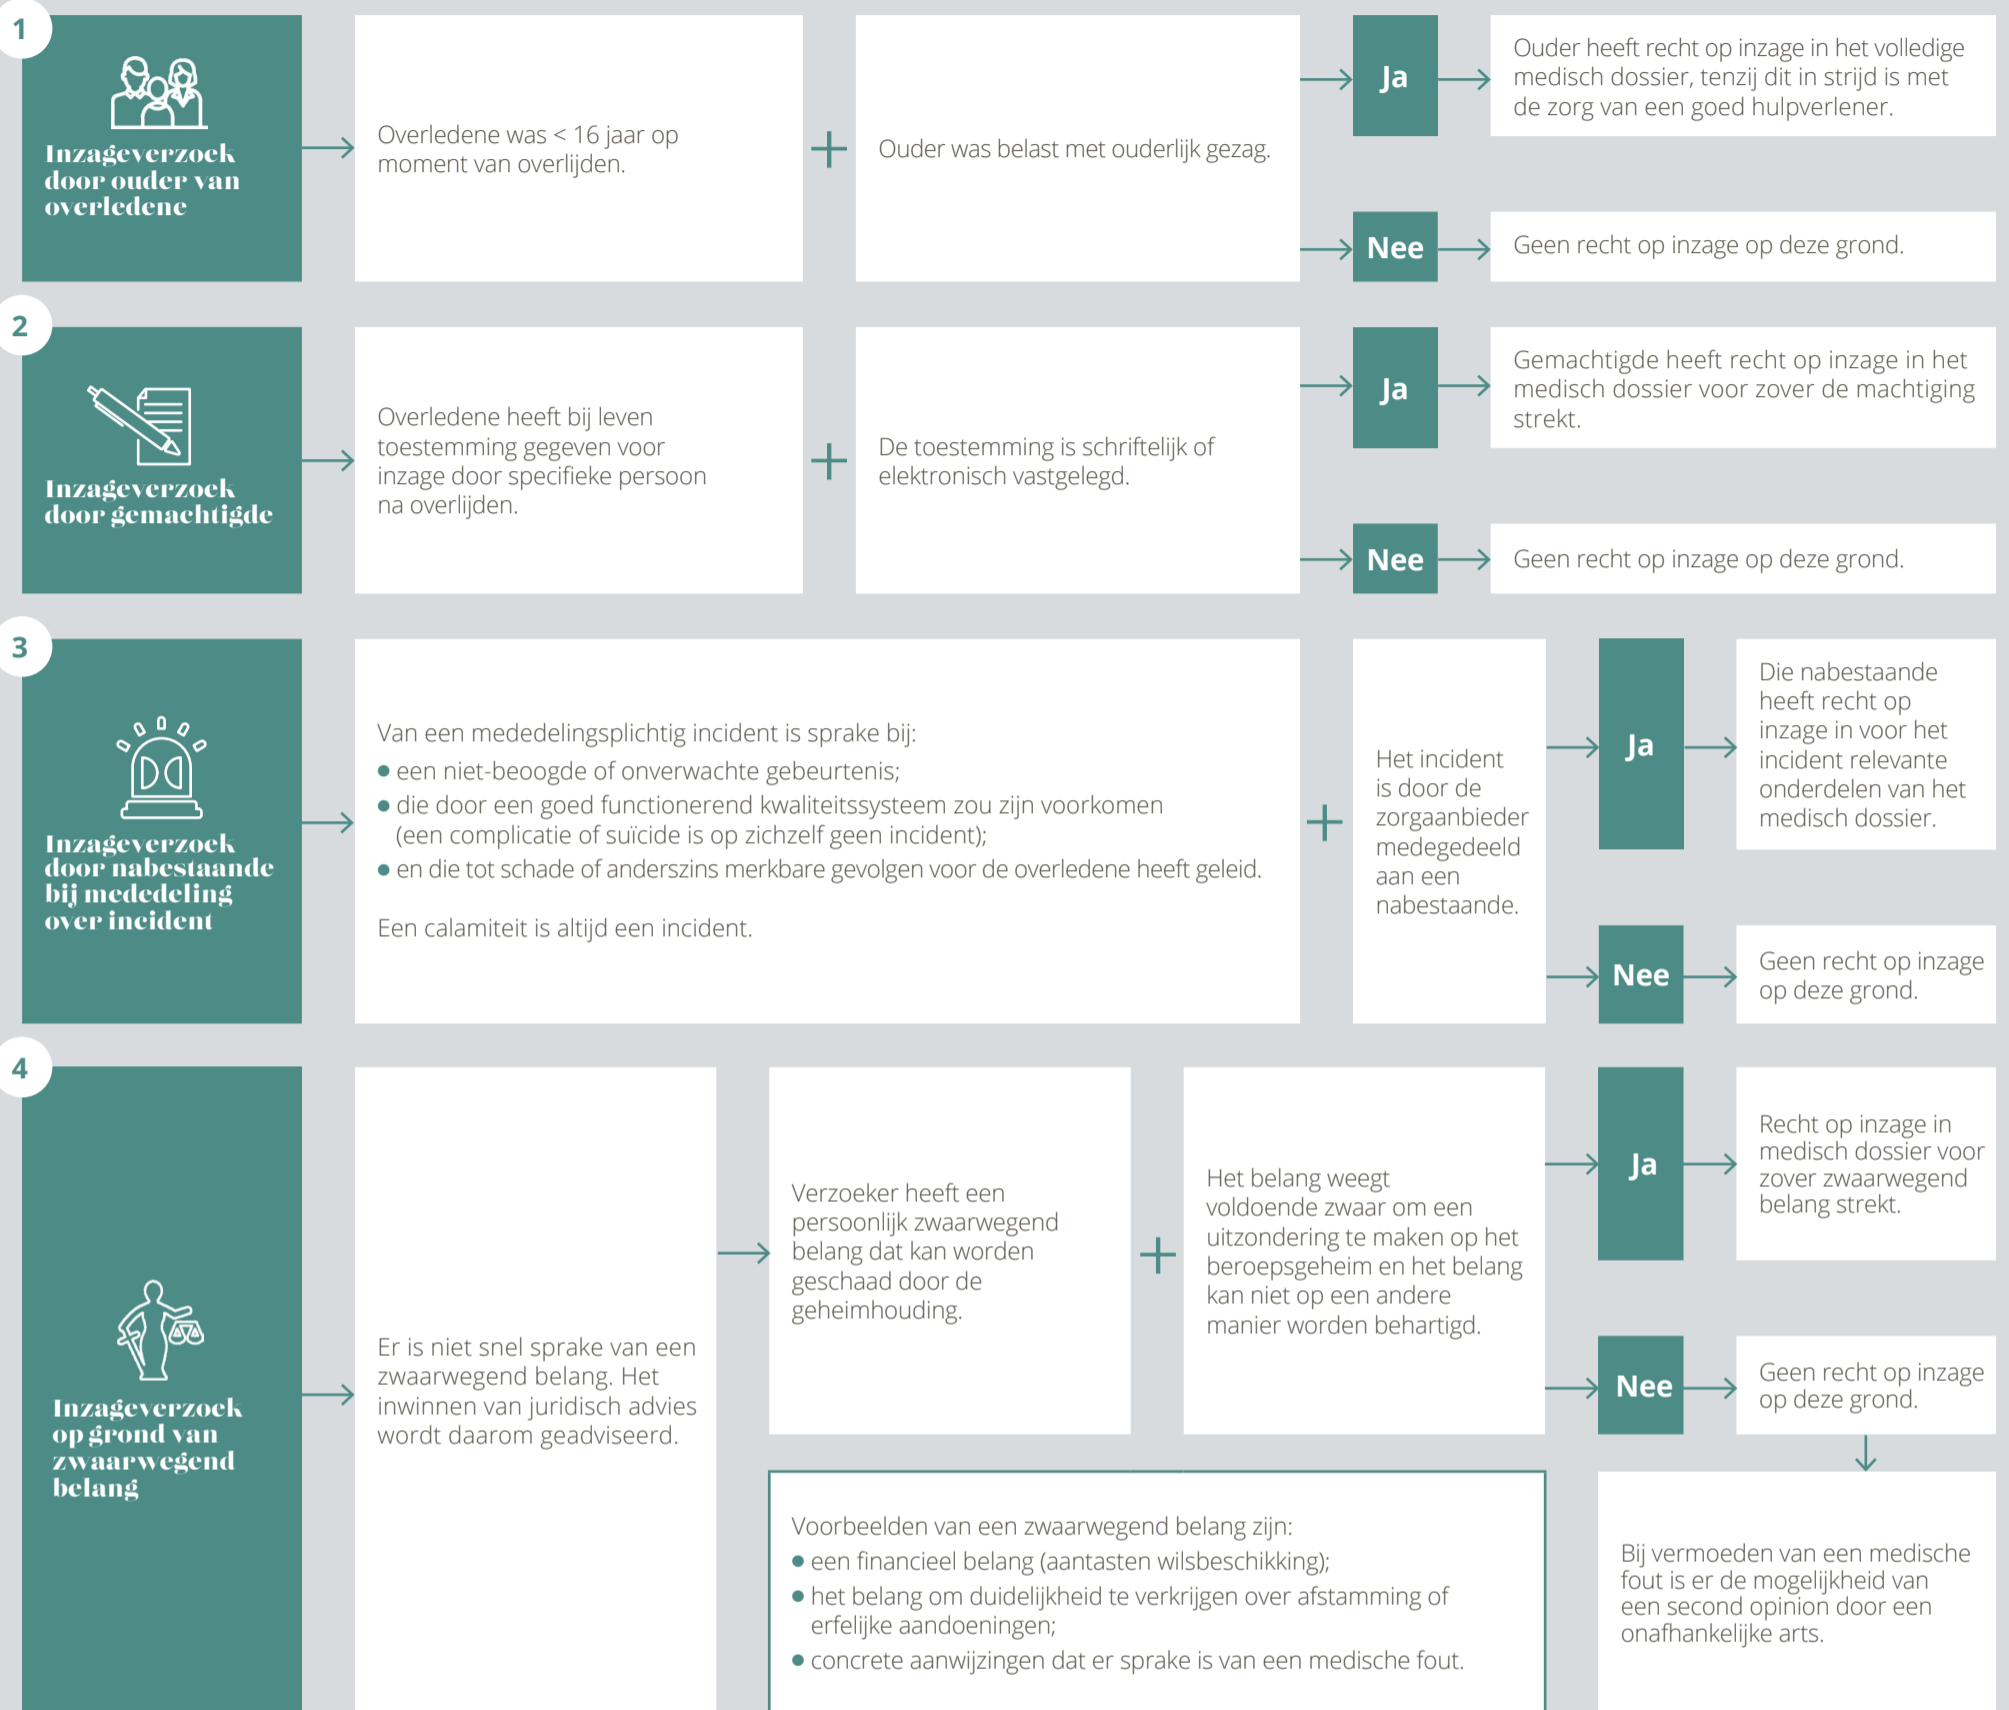 1
Inzageverzoek
door ouder van
overledene
Overledene was < 16 jaar op
moment van overlijden.
+
Ouder was belast met ouderlijk gezag.
Ja
Ouder heeft recht op inzage in het volledige
medisch dossier, tenzij dit in strijd is met
de zorg van een goed hulpverlener.
Nee
Geen recht op inzage op deze grond.
2
Inzageverzoek
door gemachtigde
Overledene heeft bij leven
toestemming gegeven voor
inzage door specifieke persoon
na overlijden.
+
De toestemming is schriftelijk of
elektronisch vastgelegd.
Ja
Gemachtigde heeft recht op inzage in het
medisch dossier voor zover de machtiging
strekt.
Nee
Geen recht op inzage op deze grond.
3
Inzageverzoek
door nabestaande
bij mededeling
over incident
Van een mededelingsplichtig incident is sprake bij:
• een niet-beoogde of onverwachte gebeurtenis;
• die door een goed functionerend kwaliteitssysteem zou zijn voorkomen
(een complicatie of suïcide is op zichzelf geen incident);
• en die tot schade of anderszins merkbare gevolgen voor de overledene heeft geleid.
Een calamiteit is altijd een incident.
+
Het incident
is door de
zorgaanbieder
medegedeeld
aan een
nabestaande.
Ja
Die nabestaande
heeft recht op
inzage in voor het
incident relevante
onderdelen van het
medisch dossier.
Nee
Geen recht op inzage
op deze grond.
4
Inzageverzoek
op grond van
zwaarwegend
belang
Er is niet snel sprake van een
zwaarwegend belang. Het
inwinnen van juridisch advies
wordt daarom geadviseerd.
Verzoeker heeft een
persoonlijk zwaarwegend
belang dat kan worden
geschaad door de
geheimhouding.
+
Het belang weegt
voldoende zwaar om een
uitzondering te maken op het
beroepsgeheim en het belang
kan niet op een andere
manier worden behartigd.
Ja
Recht op inzage in
medisch dossier voor
zover zwaarwegend
belang strekt.
Nee
Geen recht op inzage
op deze grond.
Voorbeelden van een zwaarwegend belang zijn:
• een financieel belang (aantasten wilsbeschikking);
• het belang om duidelijkheid te verkrijgen over afstamming of
erfelijke aandoeningen;
• concrete aanwijzingen dat er sprake is van een medische fout.
Bij vermoeden van een medische
fout is er de mogelijkheid van
een second opinion door een
onafhankelijke arts.